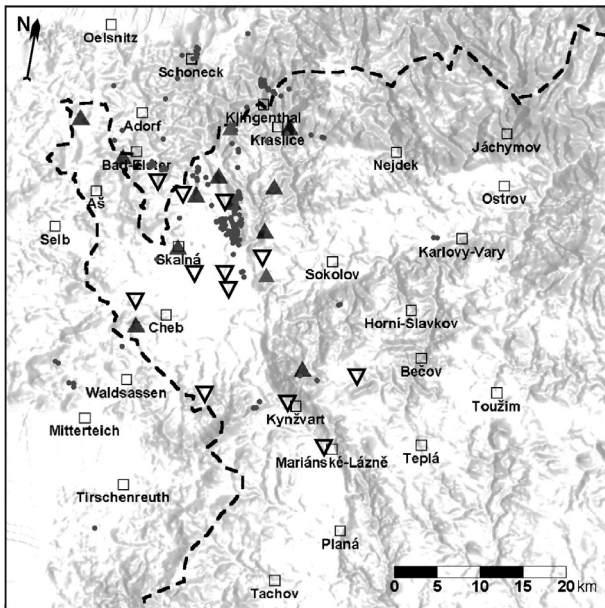 N
Oelsnitz
Schoneck
Klingenthal
Adorf
Kraslice
Jáchymov
Bad-Elster
Nejdek
Aš
Ostrov
Selb
Karlovy-Vary
Skalná
Sokolov
Cheb
Horní-Slavkov
Bečov
Waldsassen
Toužim
Kynžvart
Mitterteich
Mariánské-Lázně
Teplá
Tirschenreuth
Planá
Tachov
0 5 10 15 20 km